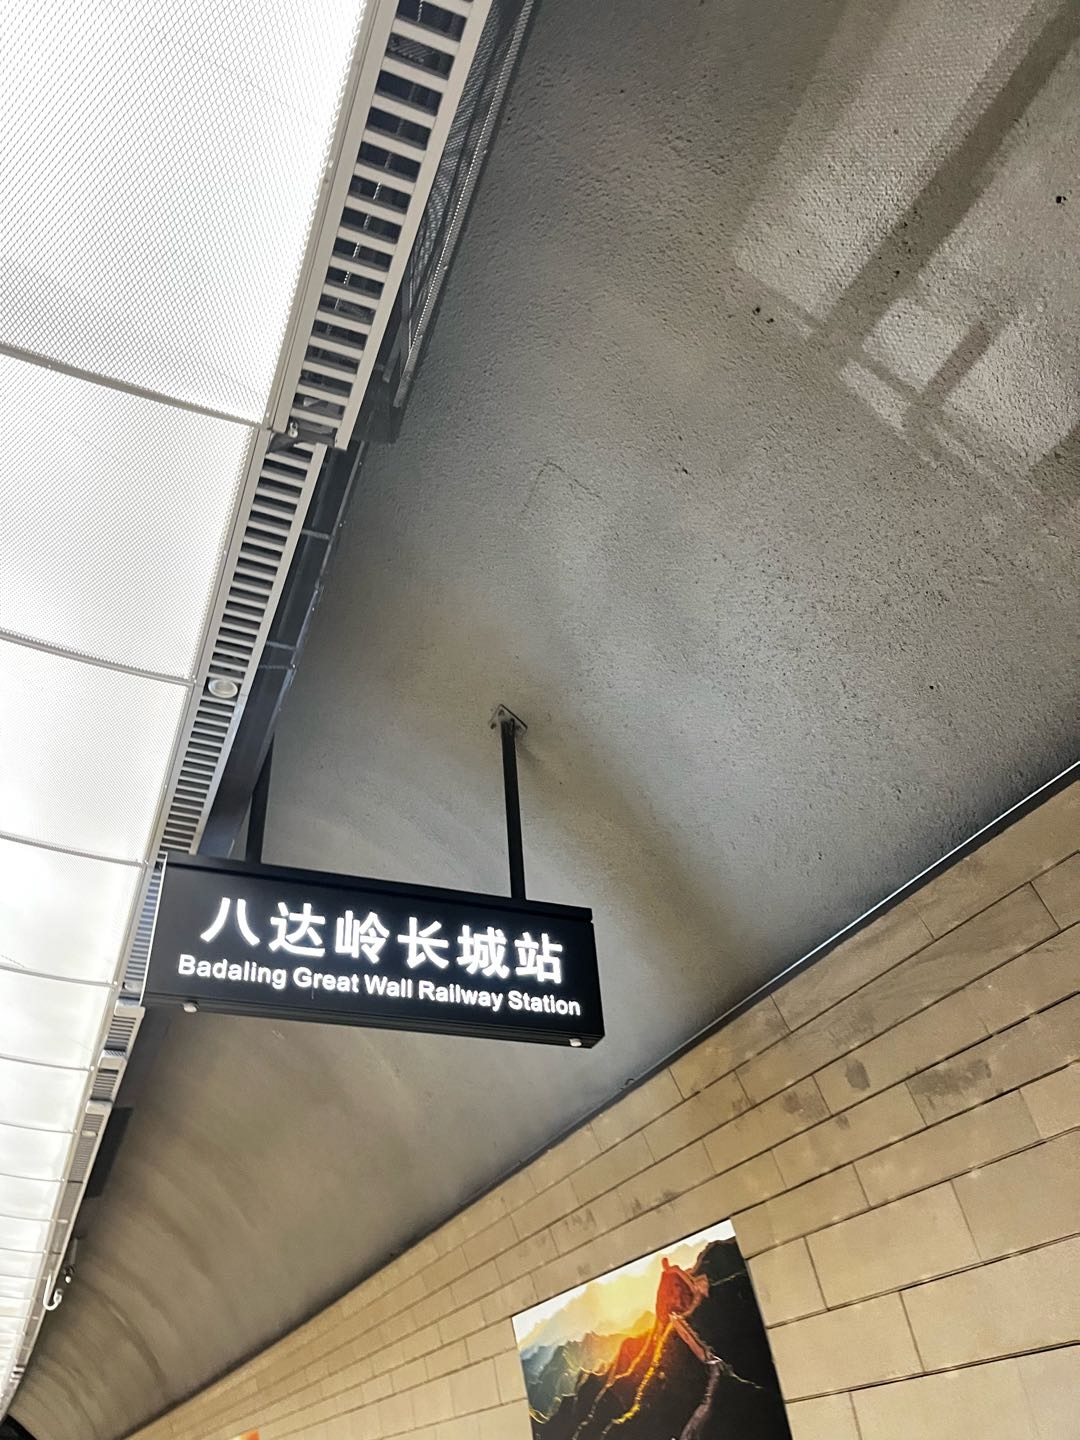 八达岭长城站
Badaling Great Wall Railway Station